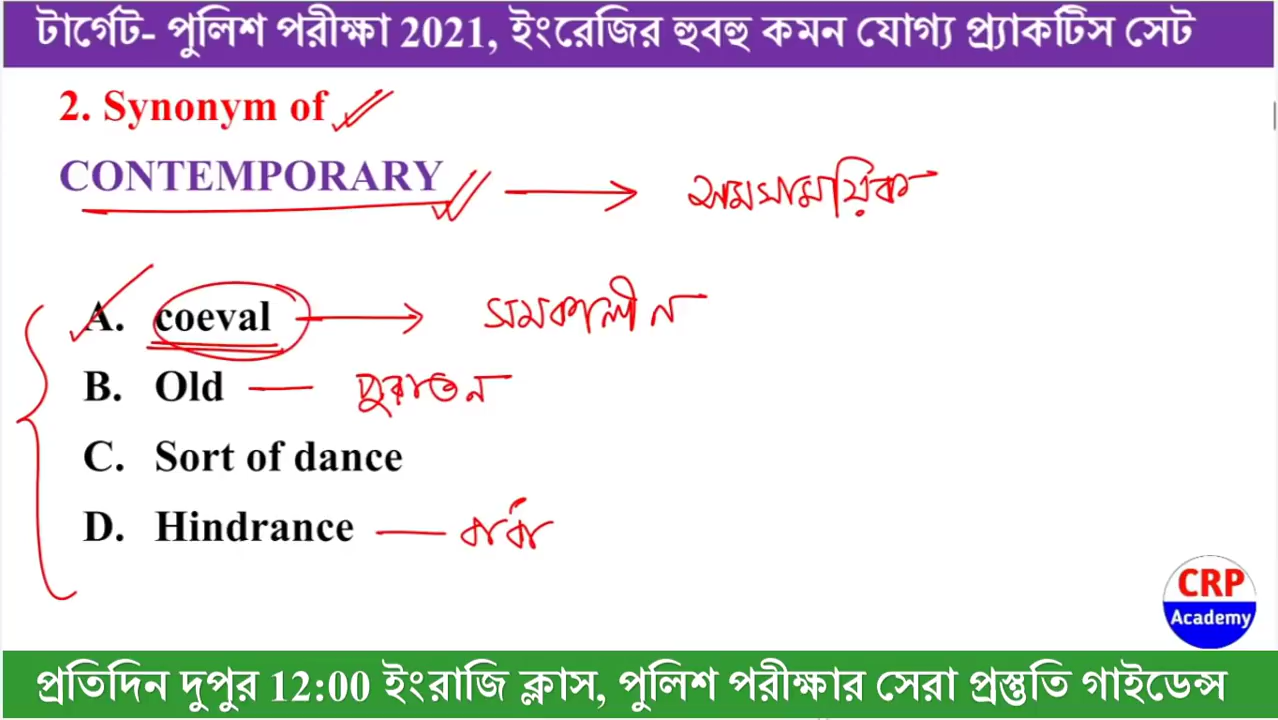 টার্গেট- পুলিশ পরীক্ষা 2021, ইংরেজির হুবহু কমন যোগ্য প্র্যাকটিস সেট
2. Synonym of
CONTEMPORARY সমসাময়িক
A. coeval সমকালীন
B. Old — পুরাতন
C. Sort of dance
D. Hindrance — বাধা
CRP
Academy
প্রতিদিন দুপুর 12:00 ইংরাজি ক্লাস, পুলিশ পরীক্ষার সেরা প্রস্তুতি গাইডেন্স